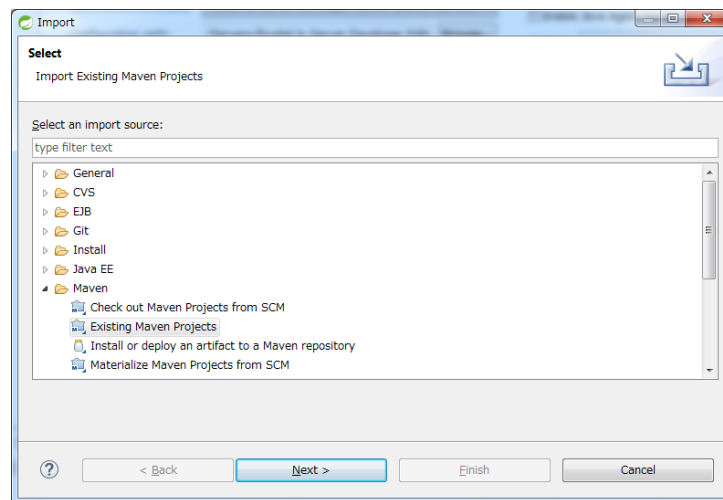 Import
Select
Import Existing Maven Projects
Select an import source:
type filter text
General
CVS
EJB
Git
Install
Java EE
Maven
Check out Maven Projects from SCM
Existing Maven Projects
Install or deploy an artifact to a Maven repository
Materialize Maven Projects from SCM
< Back
Next >
Finish
Cancel